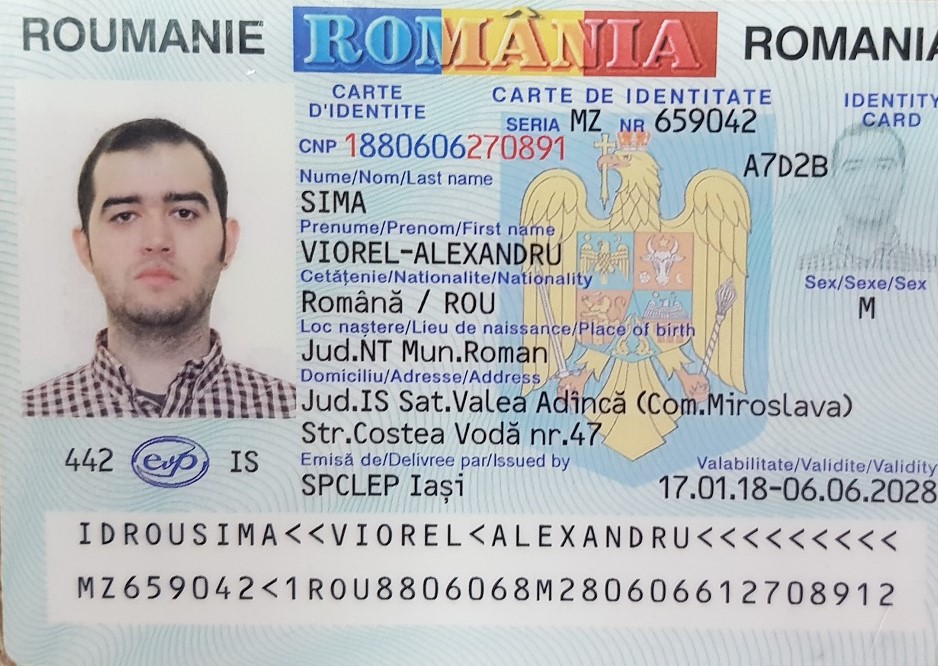 ROUMANIE ROMÂNIA ROMANIA
CARTE D'IDENTITE
CARTE DE IDENTITATE
IDENTITY CARD
SERIA MZ NR 659042
CNP 1880606270891
A7D2B
Nume/Nom/Last name
SIMA
Prenume/Prenom/First name
VIOREL-ALEXANDRU
Cetăţenie/Nationalite/Nationality
Română / ROU
Sex/Sexe/Sex
M
Loc naştere/Lieu de naissance/Place of birth
Jud.NT Mun.Roman
Domiciliu/Adresse/Address
Jud.IS Sat.Valea Adîncă (Com.Miroslava)
Str.Costea Vodă nr.47
442 evp IS
Emisă de/Delivree par/Issued by
SPCLEP Iaşi
Valabilitate/Validite/Validity
17.01.18-06.06.2028
IDROUSIMA<<VIOREL<ALEXANDRU<<<<<<<<<
MZ659042<1ROU8806068M280606612708912